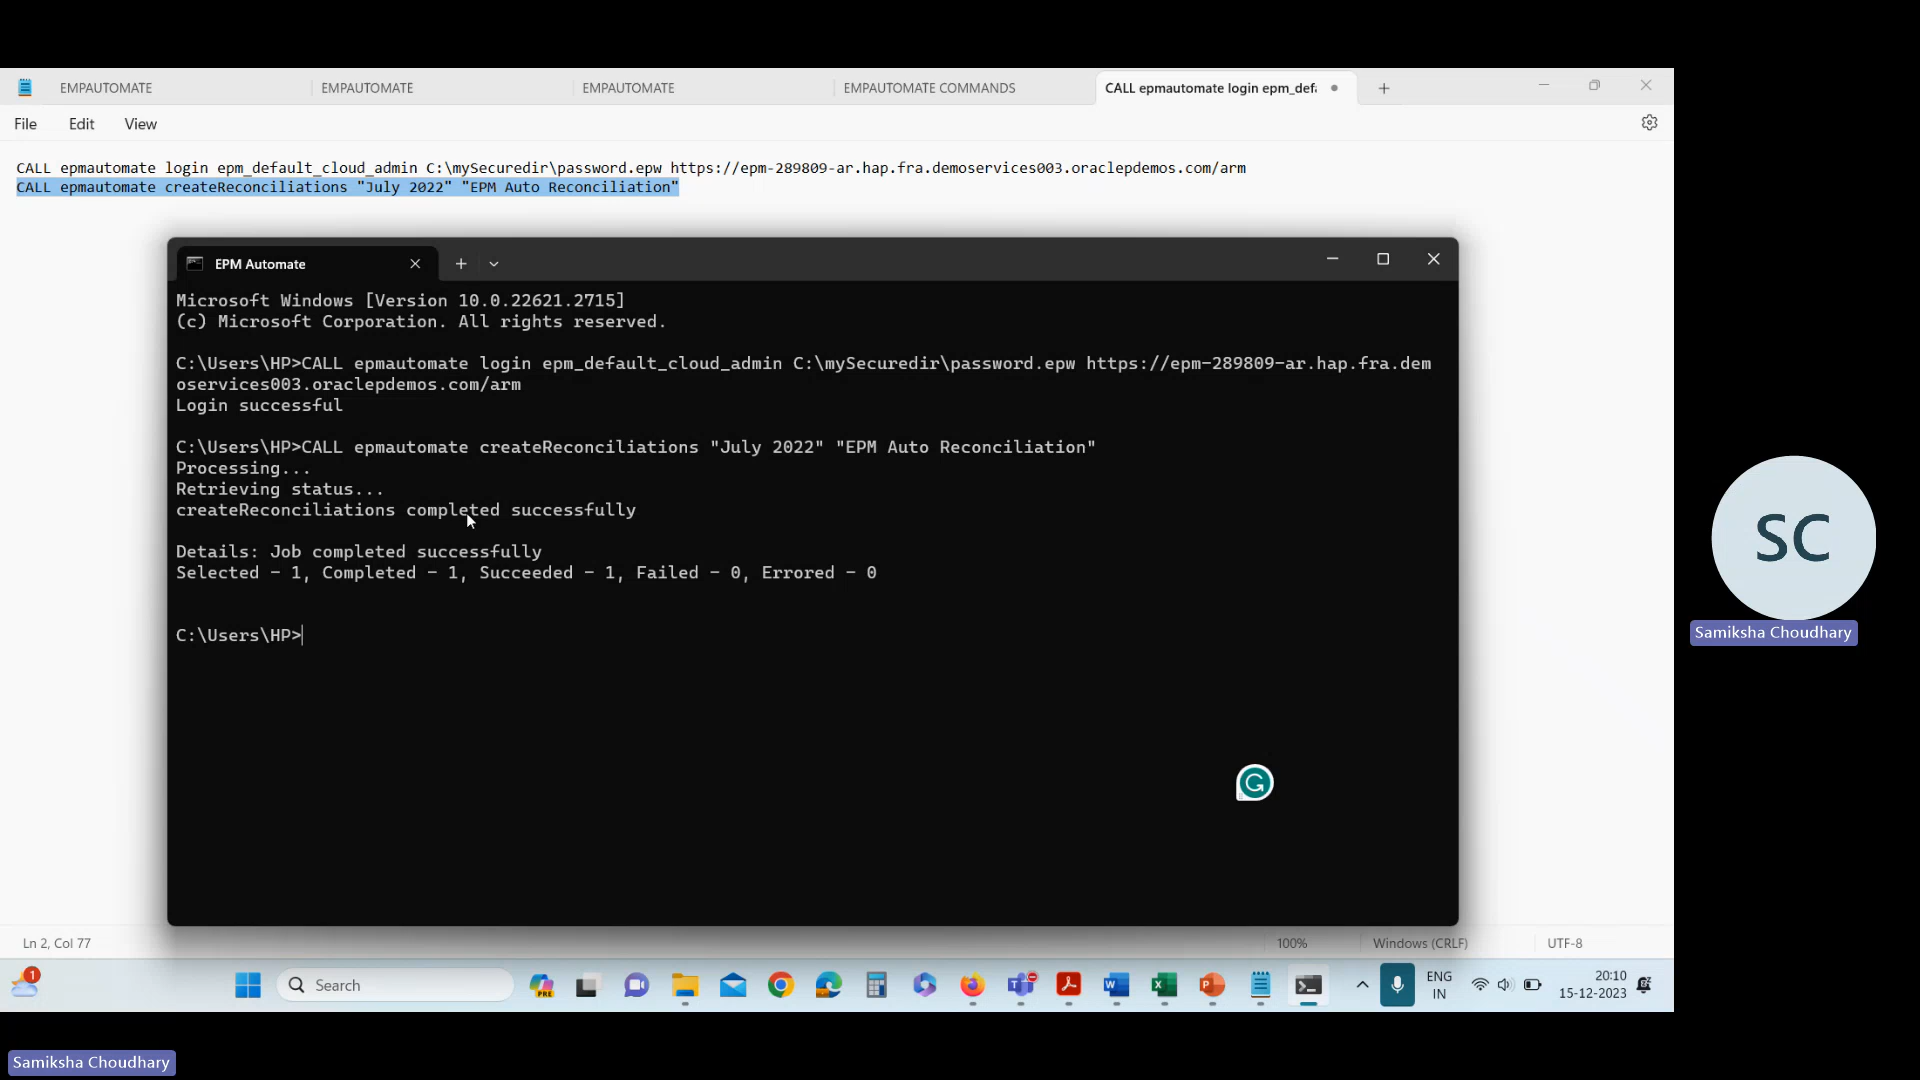 EMPAUTOMATE
EMPAUTOMATE
EMPAUTOMATE
EMPAUTOMATE COMMANDS
CALL epmautomate login epm_defa
File
Edit
View
CALL epmautomate login epm_default_cloud_admin C:\mySecuredir\password.epw https://epm-289809-ar.hap.fra.demoservices003.oraclepdemos.com/arm
CALL epmautomate createReconciliations "July 2022" "EPM Auto Reconciliation"
EPM Automate
Microsoft Windows [Version 10.0.22621.2715]
(c) Microsoft Corporation. All rights reserved.
C:\Users\HP>CALL epmautomate login epm_default_cloud_admin C:\mySecuredir\password.epw https://epm-289809-ar.hap.fra.dem
oservices003.oraclepdemos.com/arm
Login successful
C:\Users\HP>CALL epmautomate createReconciliations "July 2022" "EPM Auto Reconciliation"
Processing...
Retrieving status...
createReconciliations completed successfully
Details: Job completed successfully
Selected - 1, Completed - 1, Succeeded - 1, Failed - 0, Errored - 0
C:\Users\HP>
SC
Samiksha Choudhary
Ln 2, Col 77
100%
Windows (CRLF)
UTF-8
1
Search
PRE
ENG
IN
20:10
15-12-2023
Samiksha Choudhary